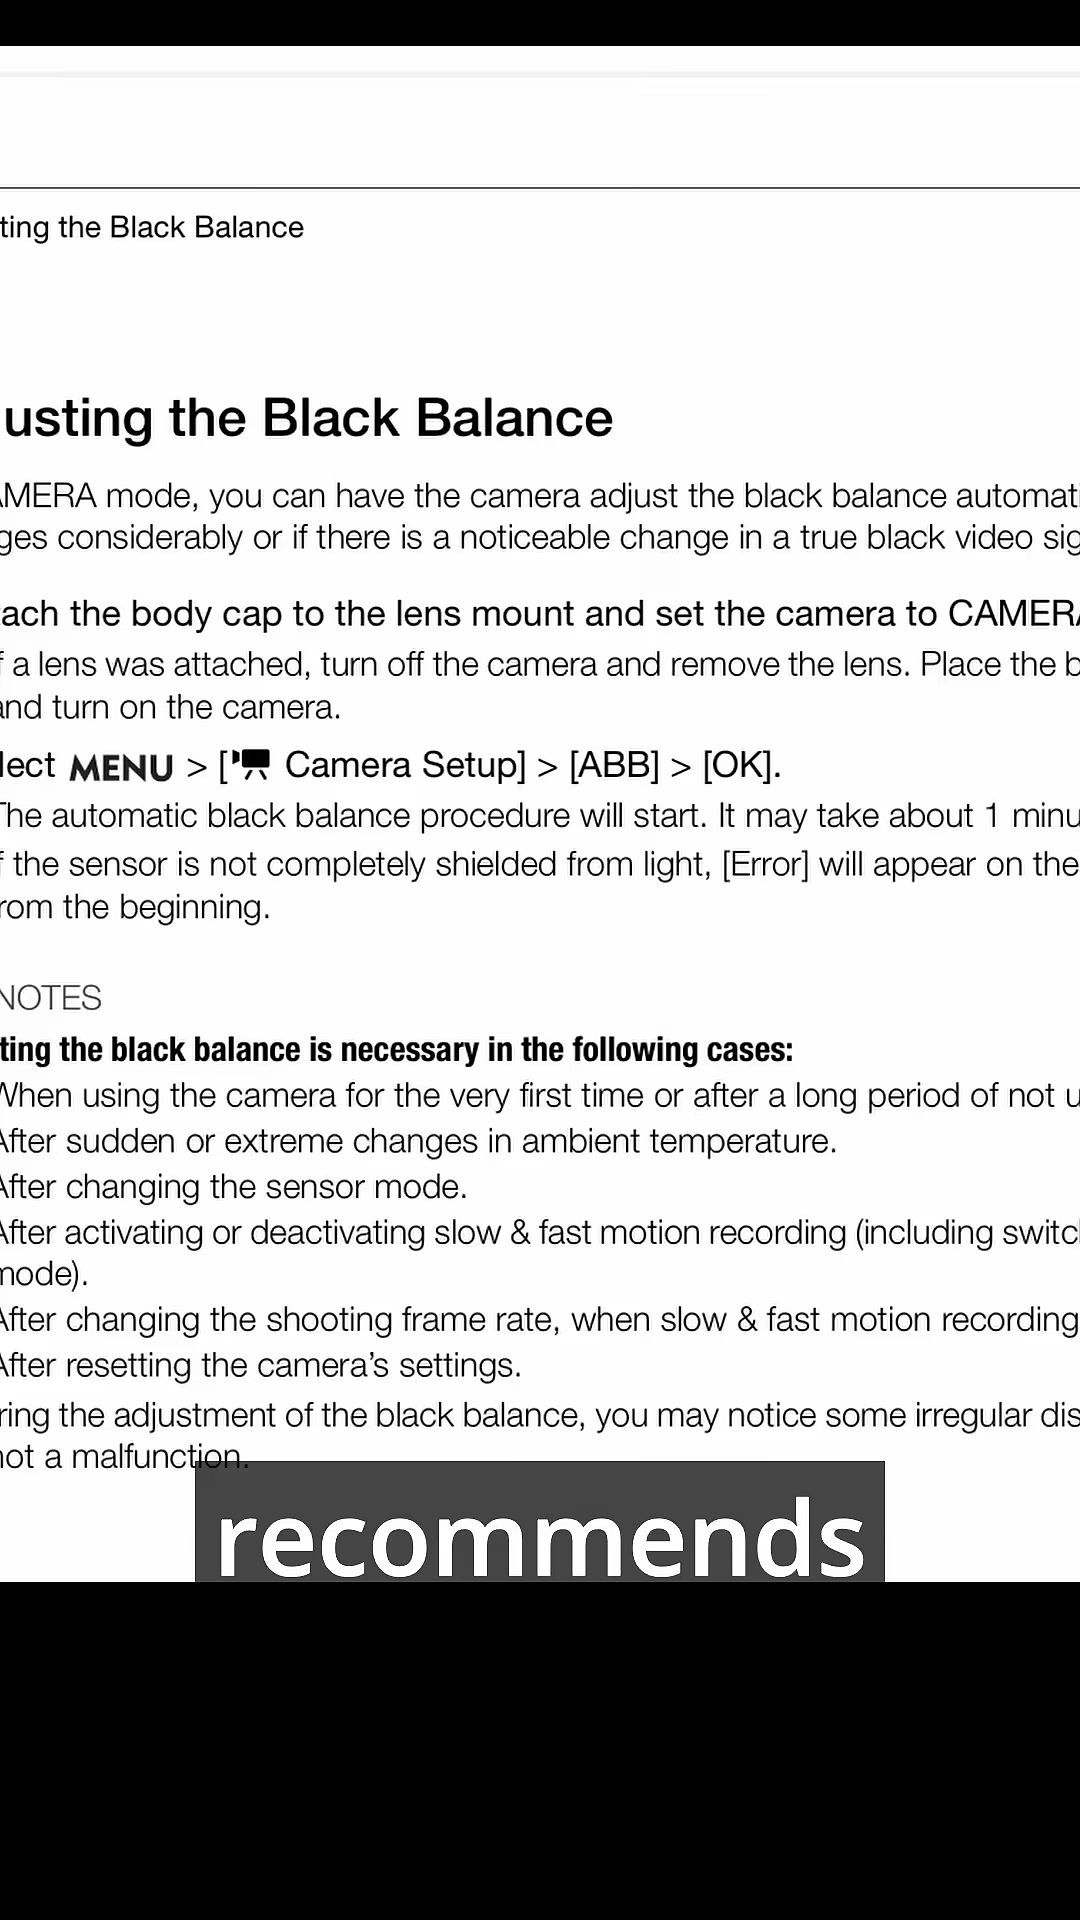 ting the Black Balance
justing the Black Balance
AMERA mode, you can have the camera adjust the black balance automati
ges considerably or if there is a noticeable change in a true black video sig
tach the body cap to the lens mount and set the camera to CAMERA
f a lens was attached, turn off the camera and remove the lens. Place the b
and turn on the camera.
lect MENU > [ Camera Setup] > [ABB] > [OK].
The automatic black balance procedure will start. It may take about 1 minu
f the sensor is not completely shielded from light, [Error] will appear on the
rom the beginning.
NOTES
ting the black balance is necessary in the following cases:
When using the camera for the very first time or after a long period of not u
After sudden or extreme changes in ambient temperature.
After changing the sensor mode.
After activating or deactivating slow & fast motion recording (including switc
mode).
After changing the shooting frame rate, when slow & fast motion recording
After resetting the camera's settings.
ring the adjustment of the black balance, you may notice some irregular dis
not a malfunction.
recommends